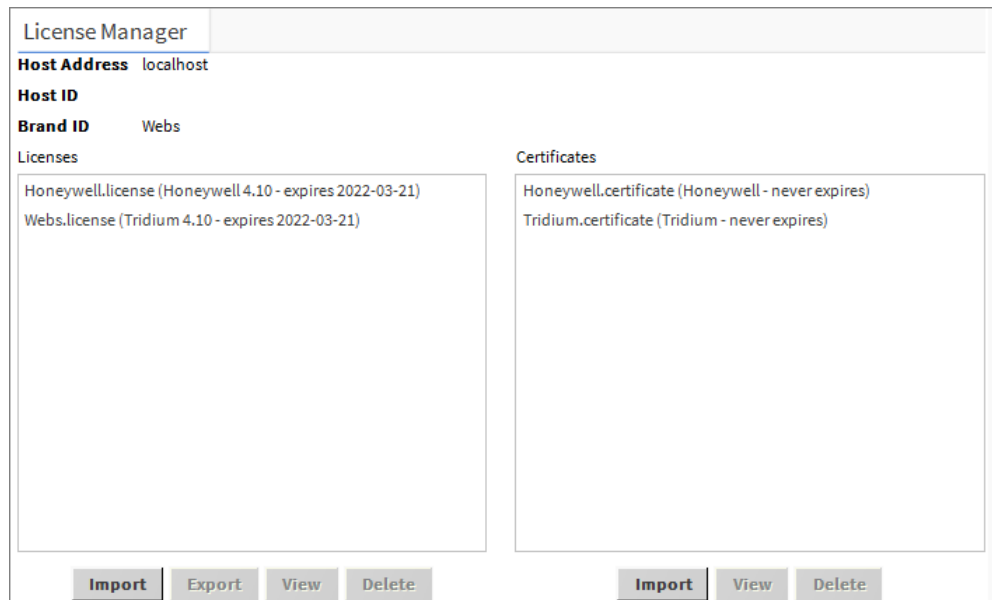 License Manager
Host Address localhost
Host ID
Brand ID Webs
Licenses
Honeywell.license (Honeywell 4.10 - expires 2022-03-21)
Webs.license (Tridium 4.10 - expires 2022-03-21)
Import Export View Delete
Certificates
Honeywell.certificate (Honeywell - never expires)
Tridium.certificate (Tridium - never expires)
Import View Delete